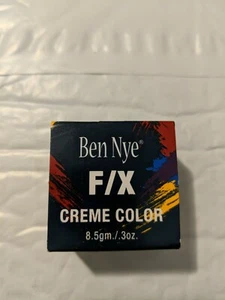 Ben Nye®
F/X
CREME COLOR
8.5gm./.3oz.